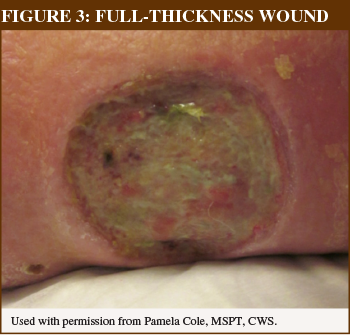 FIGURE 3: FULL-THICKNESS WOUND
Used with permission from Pamela Cole, MSPT, CWS.